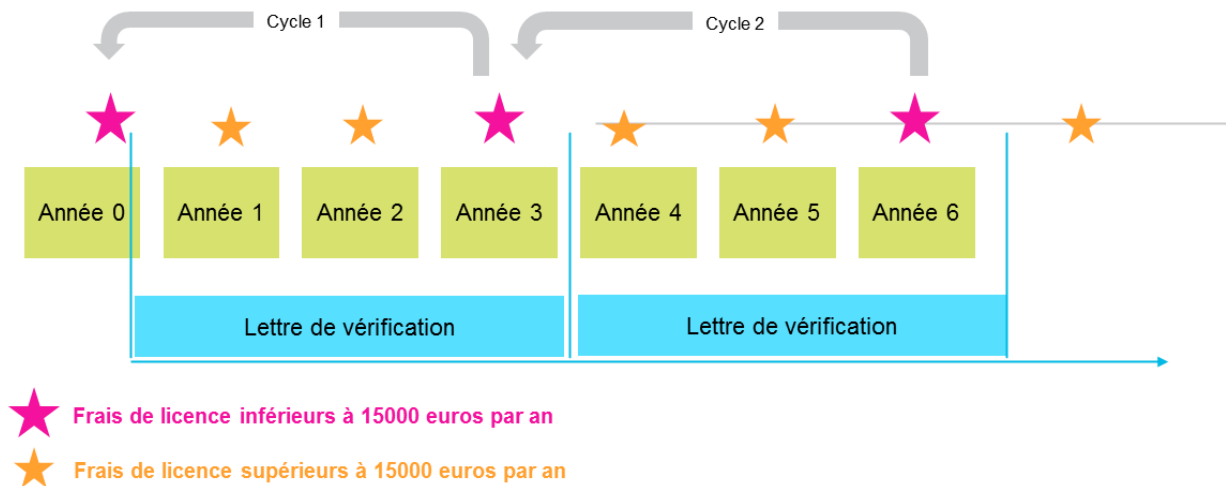 Cycle 1
Cycle 2
Année 0
Année 1
Année 2
Année 3
Année 4
Année 5
Année 6
Lettre de vérification
Lettre de vérification
Frais de licence inférieurs à 15000 euros par an
Frais de licence supérieurs à 15000 euros par an